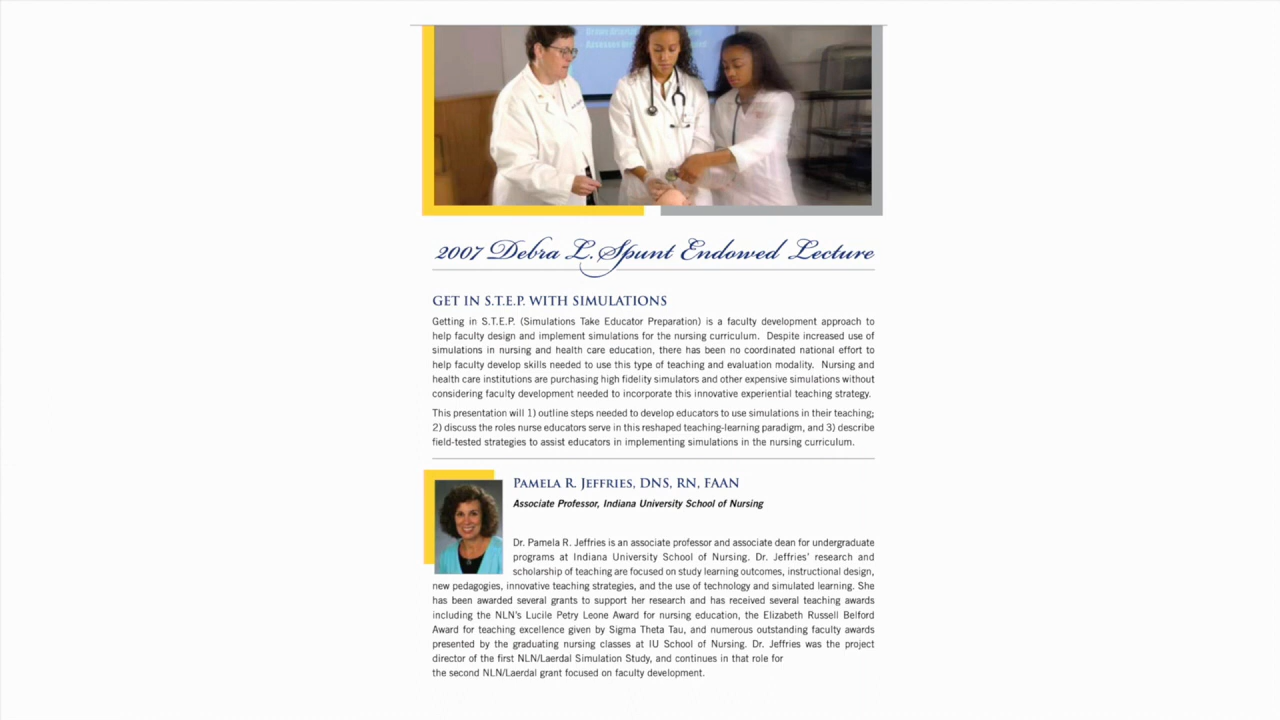 2007 Debra L. Spunt Endowed Lecture
GET IN S.T.E.P. WITH SIMULATIONS
Getting in S.T.E.P. (Simulations Take Educator Preparation) is a faculty development approach to
help faculty design and implement simulations for the nursing curriculum. Despite increased use of
simulations in nursing and health care education, there has been no coordinated national effort to
help faculty develop skills needed to use this type of teaching and evaluation modality. Nursing and
health care institutions are purchasing high fidelity simulators and other expensive simulations without
considering faculty development needed to incorporate this innovative experiential teaching strategy.
This presentation will 1) outline steps needed to develop educators to use simulations in their teaching;
2) discuss the roles nurse educators serve in this reshaped teaching-learning paradigm, and 3) describe
field-tested strategies to assist educators in implementing simulations in the nursing curriculum.
PAMELA R. JEFFRIES, DNS, RN, FAAN
Associate Professor, Indiana University School of Nursing
Dr. Pamela R. Jeffries is an associate professor and associate dean for undergraduate
programs at Indiana University School of Nursing. Dr. Jeffries' research and
scholarship of teaching are focused on study learning outcomes, instructional design,
new pedagogies, innovative teaching strategies, and the use of technology and simulated learning. She
has been awarded several grants to support her research and has received several teaching awards
including the NLN's Lucile Petry Leone Award for nursing education, the Elizabeth Russell Belford
Award for teaching excellence given by Sigma Theta Tau, and numerous outstanding faculty awards
presented by the graduating nursing classes at IU School of Nursing. Dr. Jeffries was the project
director of the first NLN/Laerdal Simulation Study, and continues in that role for
the second NLN/Laerdal grant focused on faculty development.